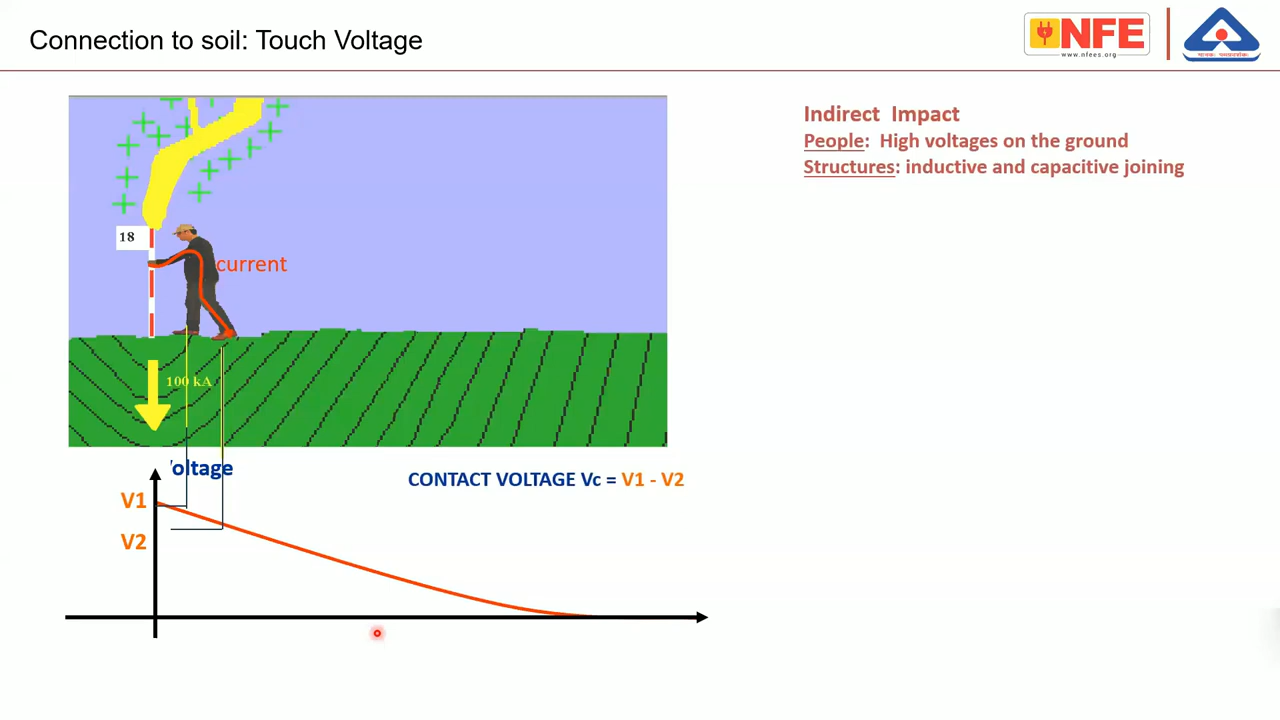 Connection to soil: Touch Voltage
NFE
www.nfees.org
Indirect Impact
People: High voltages on the ground
Structures: inductive and capacitive joining
18
current
100 kA
Voltage
CONTACT VOLTAGE Vc = V1 - V2
V1
V2